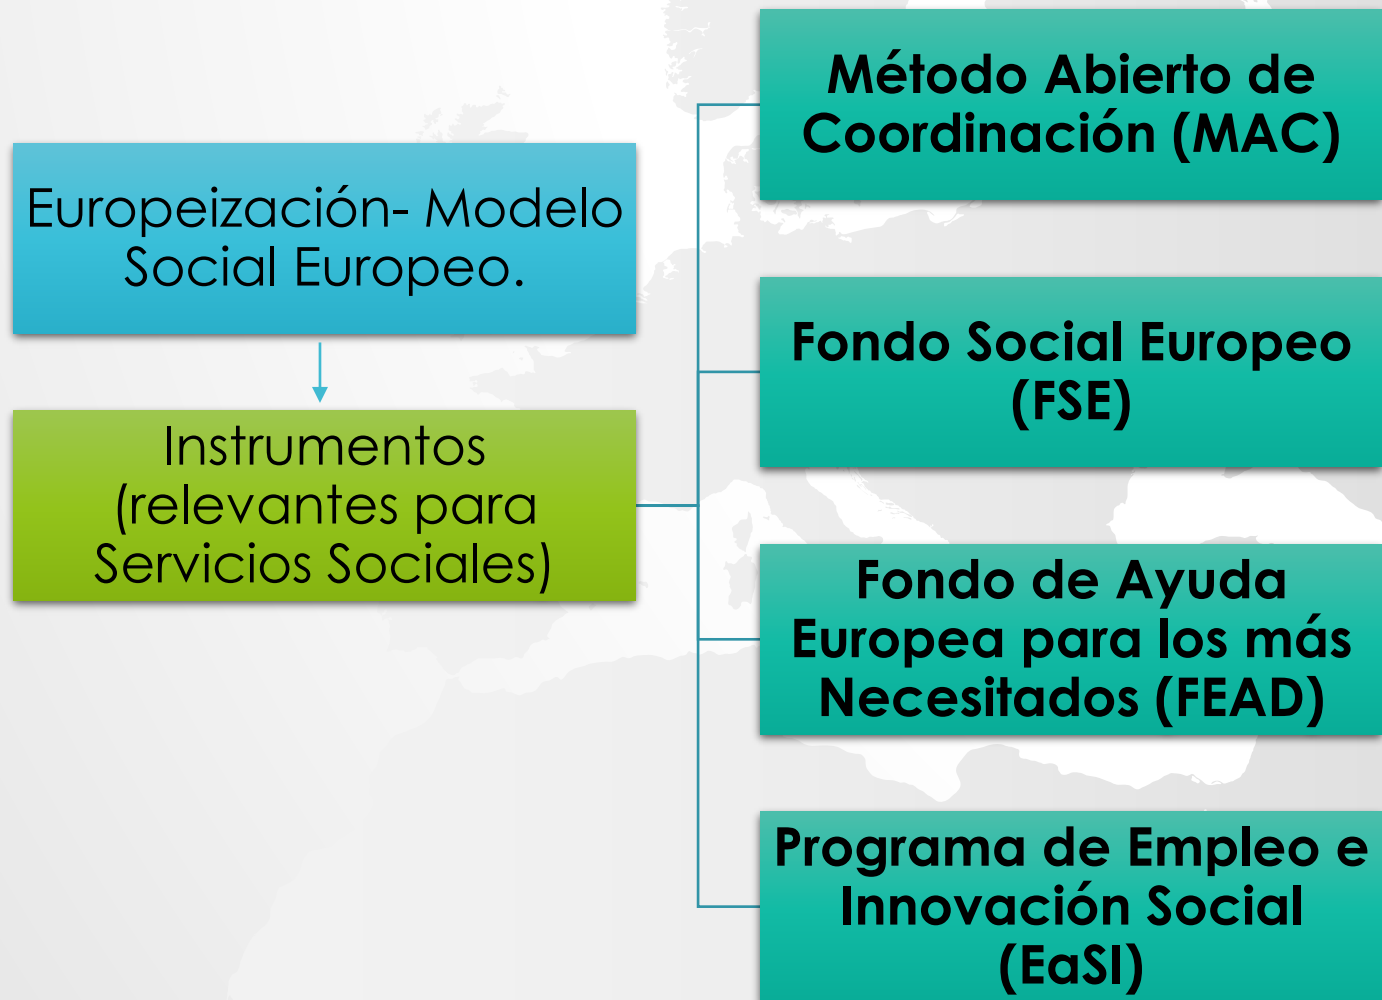 Europeización- Modelo
Social Europeo.
Instrumentos
(relevantes para
Servicios Sociales)
Método Abierto de
Coordinación (MAC)
Fondo Social Europeo
(FSE)
Fondo de Ayuda
Europea para los más
Necesitados (FEAD)
Programa de Empleo e
Innovación Social
(EaSI)